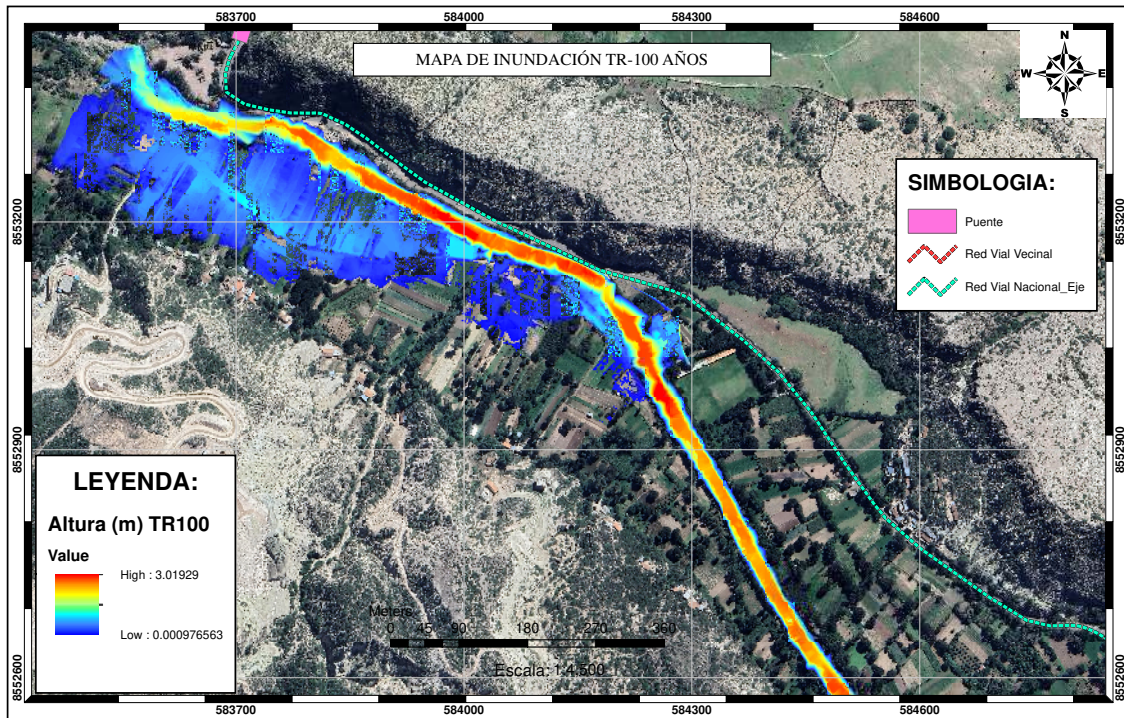 583700 584000 584300 584600
MAPA DE INUNDACIÓN TR-100 AÑOS
N
W E
S
8553200 8553200
SIMBOLOGIA:
Puente
Red Vial Vecinal
Red Vial Nacional_Eje
8552900 8552900
LEYENDA:
Altura (m) TR100
Value
High : 3.01929
Low : 0.000976563
Meters
0 45 90 180 270 360
Escala: 1:4,500
8552600 8552600
583700 584000 584300 584600